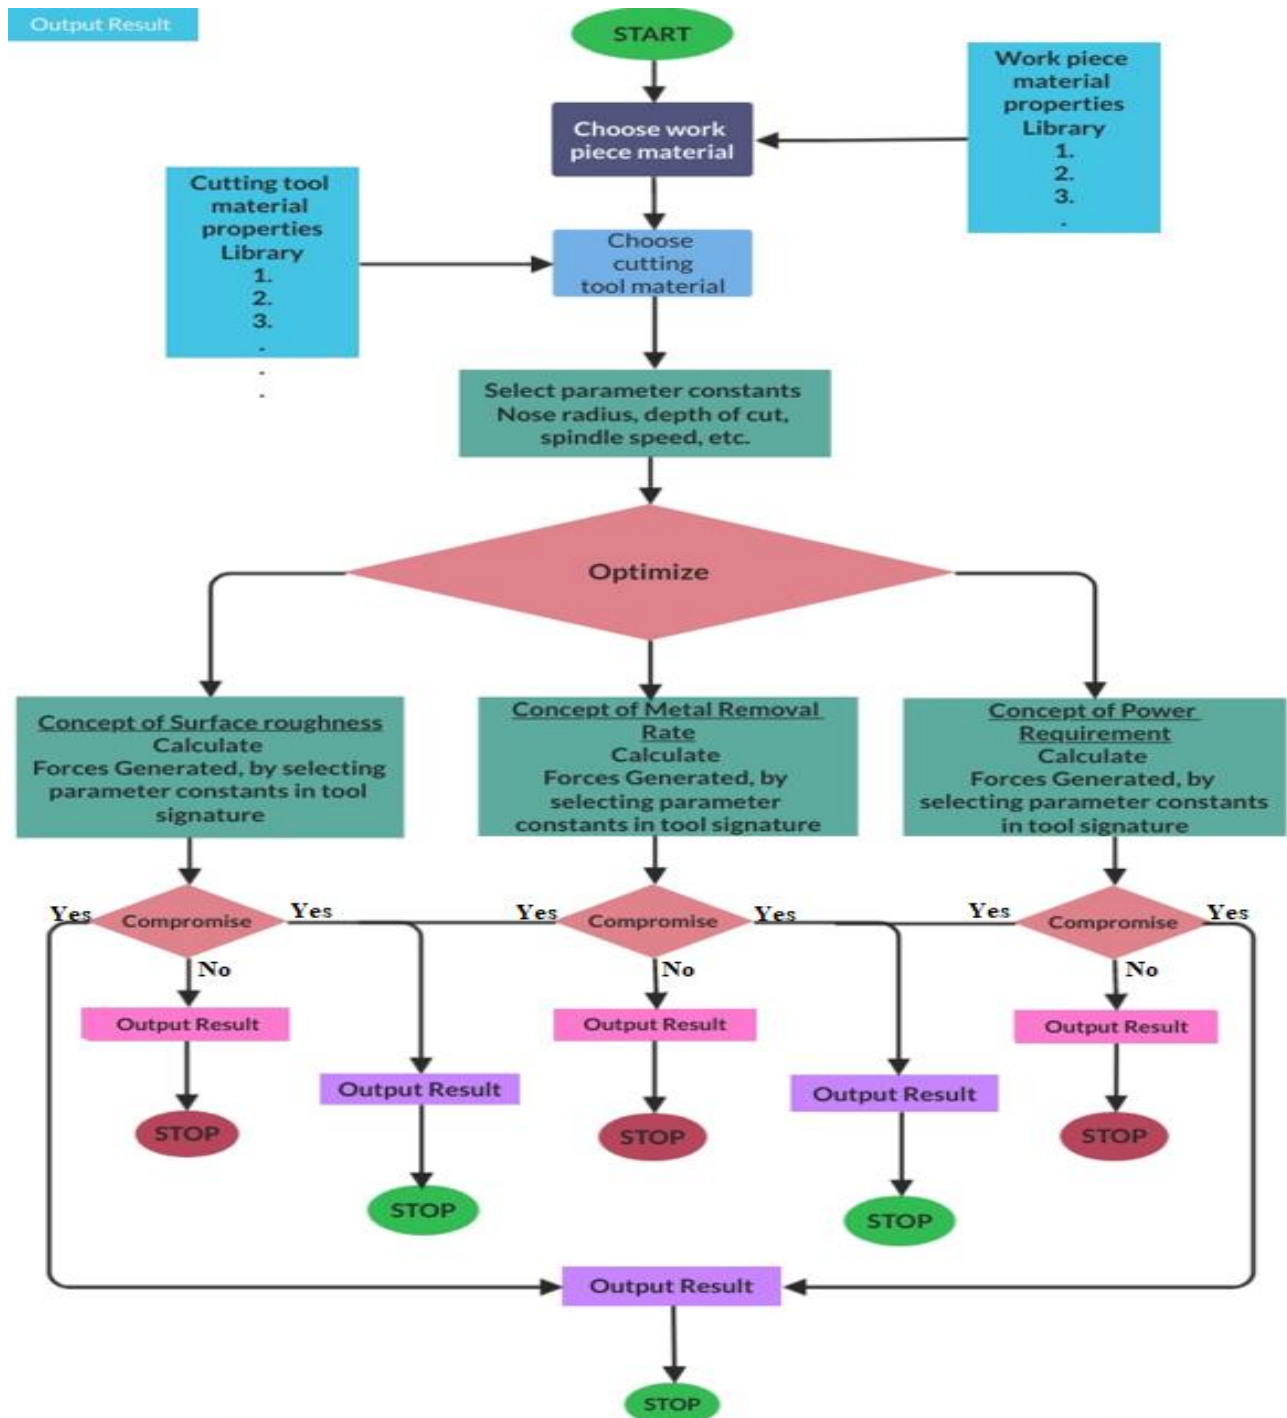 Output Result
START
Work piece
material
properties
Library
1.
2.
3.
.
Choose work
piece material
Cutting tool
material
properties
Library
1.
2.
3.
.
.
.
Choose
cutting
tool material
Select parameter constants
Nose radius, depth of cut,
spindle speed, etc.
Optimize
Concept of Surface roughness
Calculate
Forces Generated, by selecting
parameter constants in tool
signature
Concept of Metal Removal
Rate
Calculate
Forces Generated, by
selecting parameter
constants in tool signature
Concept of Power
Requirement
Calculate
Forces Generated, by
selecting parameter constants
in tool signature
Yes
Compromise
Yes
Yes
Compromise
Yes
Yes
Compromise
Yes
No
No
No
Output Result
Output Result
Output Result
Output Result
Output Result
STOP
STOP
STOP
STOP
STOP
Output Result
STOP